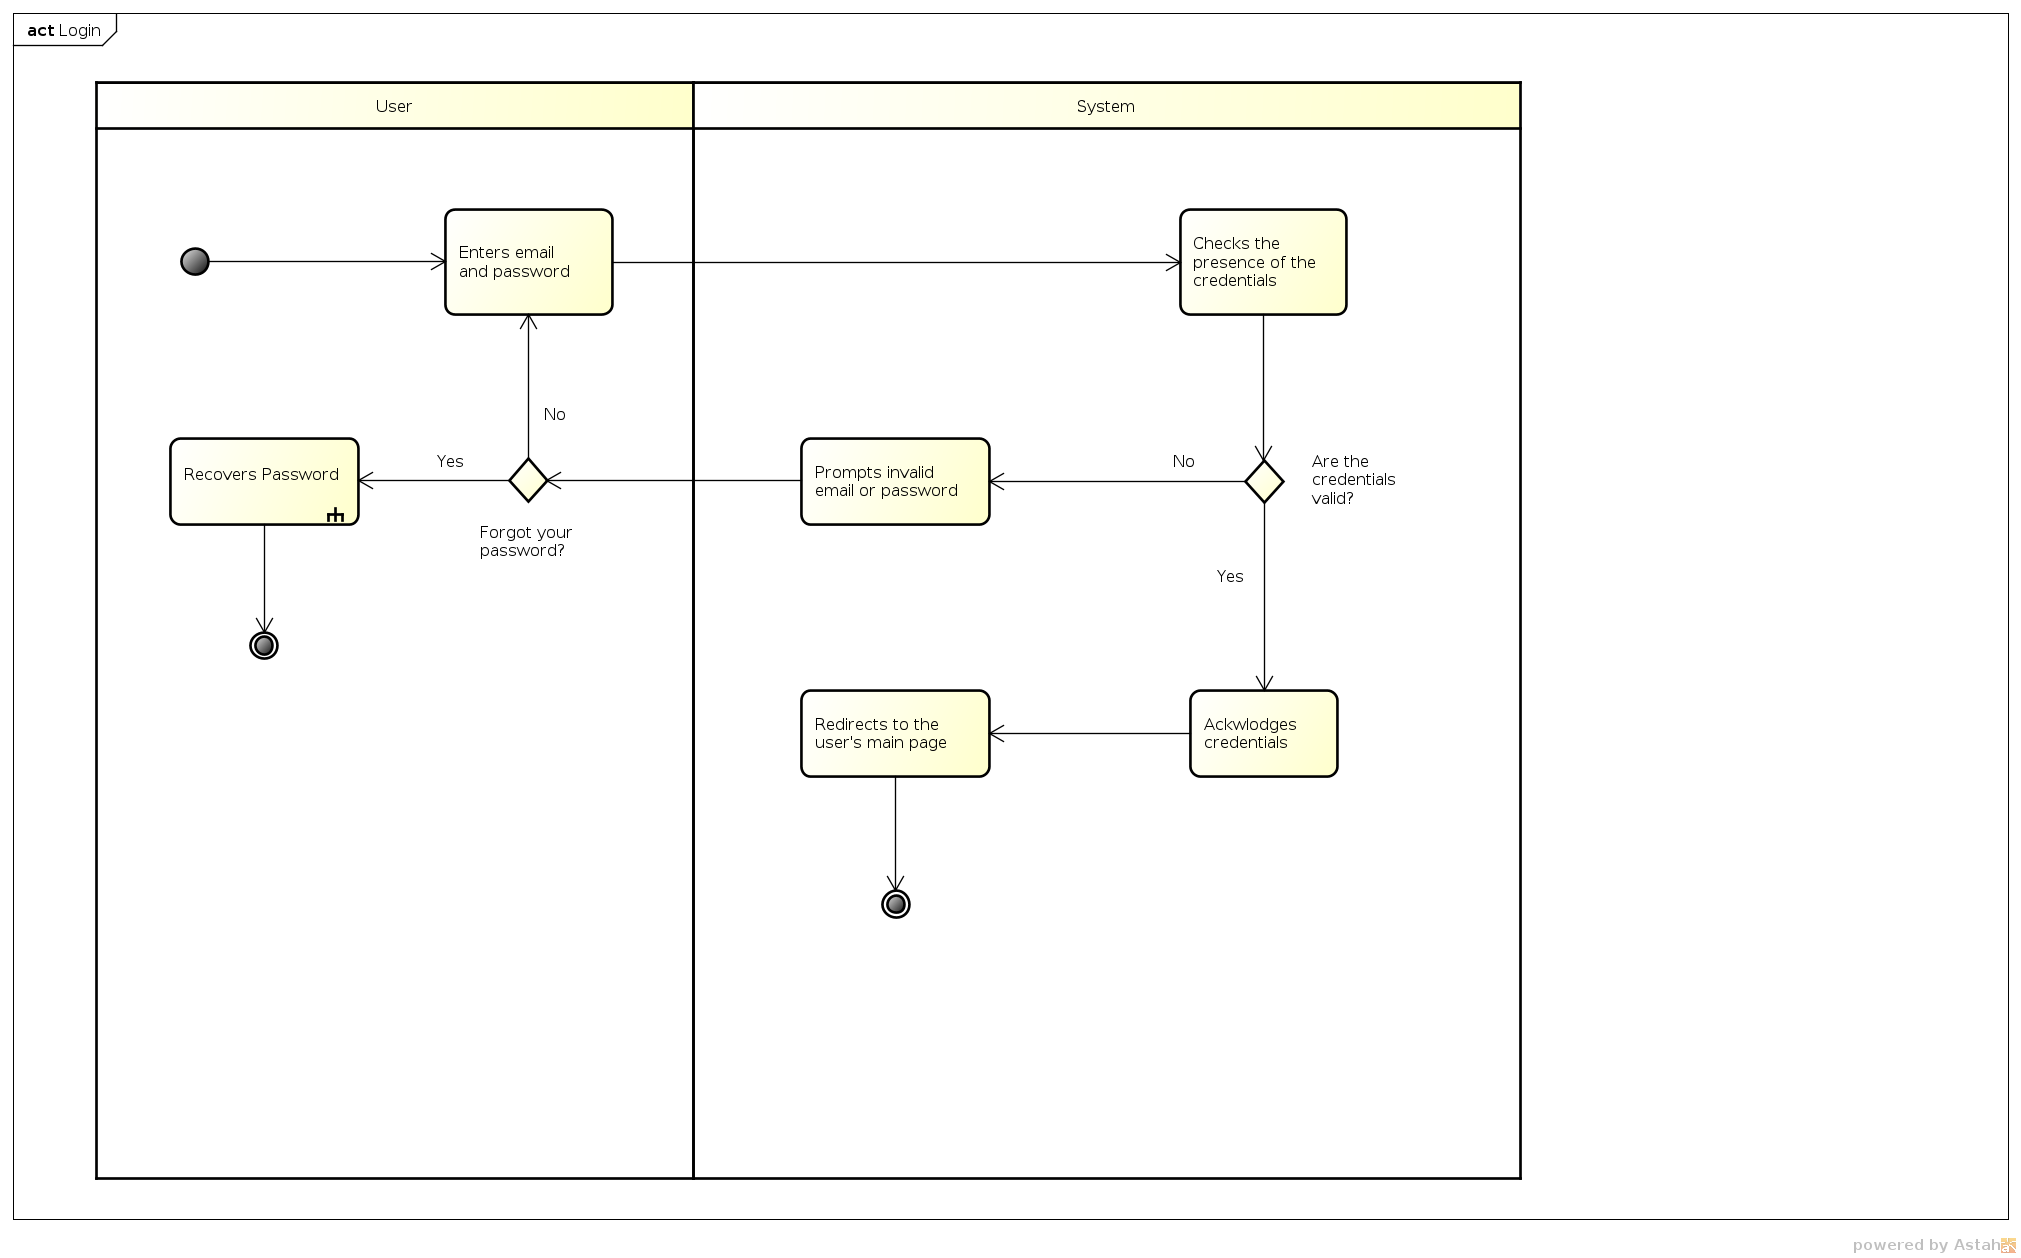 act Login
User
System
Enters email
and password
Checks the
presence of the
credentials
No
Recovers Password
Yes
Forgot your
password?
Prompts invalid
email or password
No
Are the
credentials
valid?
Yes
Redirects to the
user's main page
Ackwlodges
credentials
powered by Astah